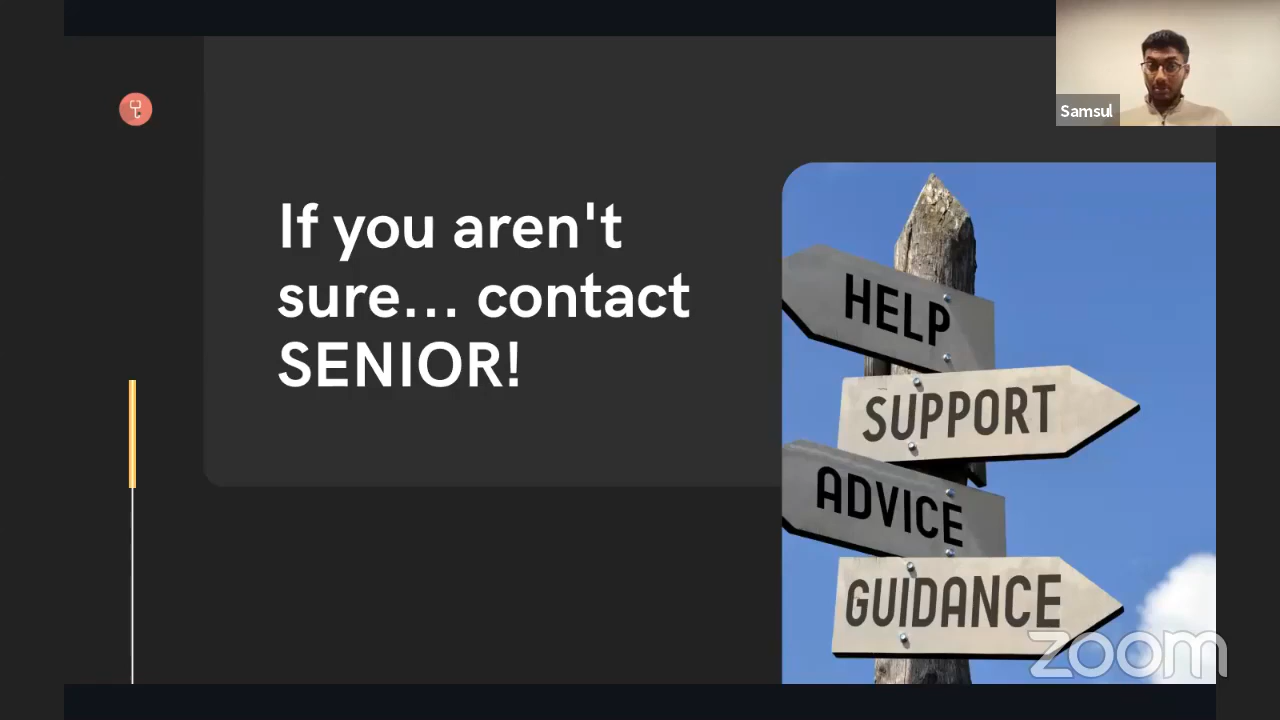 Samsul
If you aren't
sure... contact
SENIOR!
HELP
SUPPORT
ADVICE
GUIDANCE
zoom